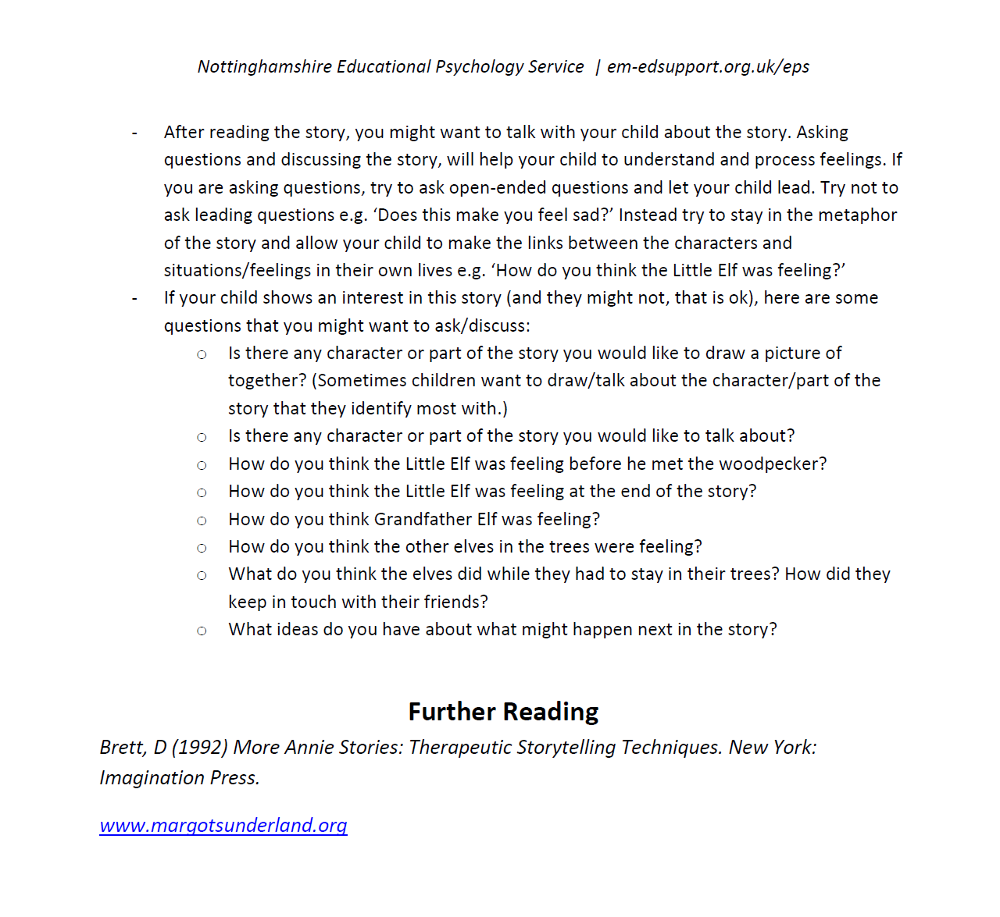 Nottinghamshire Educational Psychology Service | em-edsupport.org.uk/eps
- After reading the story, you might want to talk with your child about the story. Asking
questions and discussing the story, will help your child to understand and process feelings. If
you are asking questions, try to ask open-ended questions and let your child lead. Try not to
ask leading questions e.g. ‘Does this make you feel sad?’ Instead try to stay in the metaphor
of the story and allow your child to make the links between the characters and
situations/feelings in their own lives e.g. ‘How do you think the Little Elf was feeling?’
- If your child shows an interest in this story (and they might not, that is ok), here are some
questions that you might want to ask/discuss:
o Is there any character or part of the story you would like to draw a picture of
together? (Sometimes children want to draw/talk about the character/part of the
story that they identify most with.)
o Is there any character or part of the story you would like to talk about?
o How do you think the Little Elf was feeling before he met the woodpecker?
o How do you think the Little Elf was feeling at the end of the story?
o How do you think Grandfather Elf was feeling?
o How do you think the other elves in the trees were feeling?
o What do you think the elves did while they had to stay in their trees? How did they
keep in touch with their friends?
o What ideas do you have about what might happen next in the story?
Further Reading
Brett, D (1992) More Annie Stories: Therapeutic Storytelling Techniques. New York:
Imagination Press.
www.margotsunderland.org